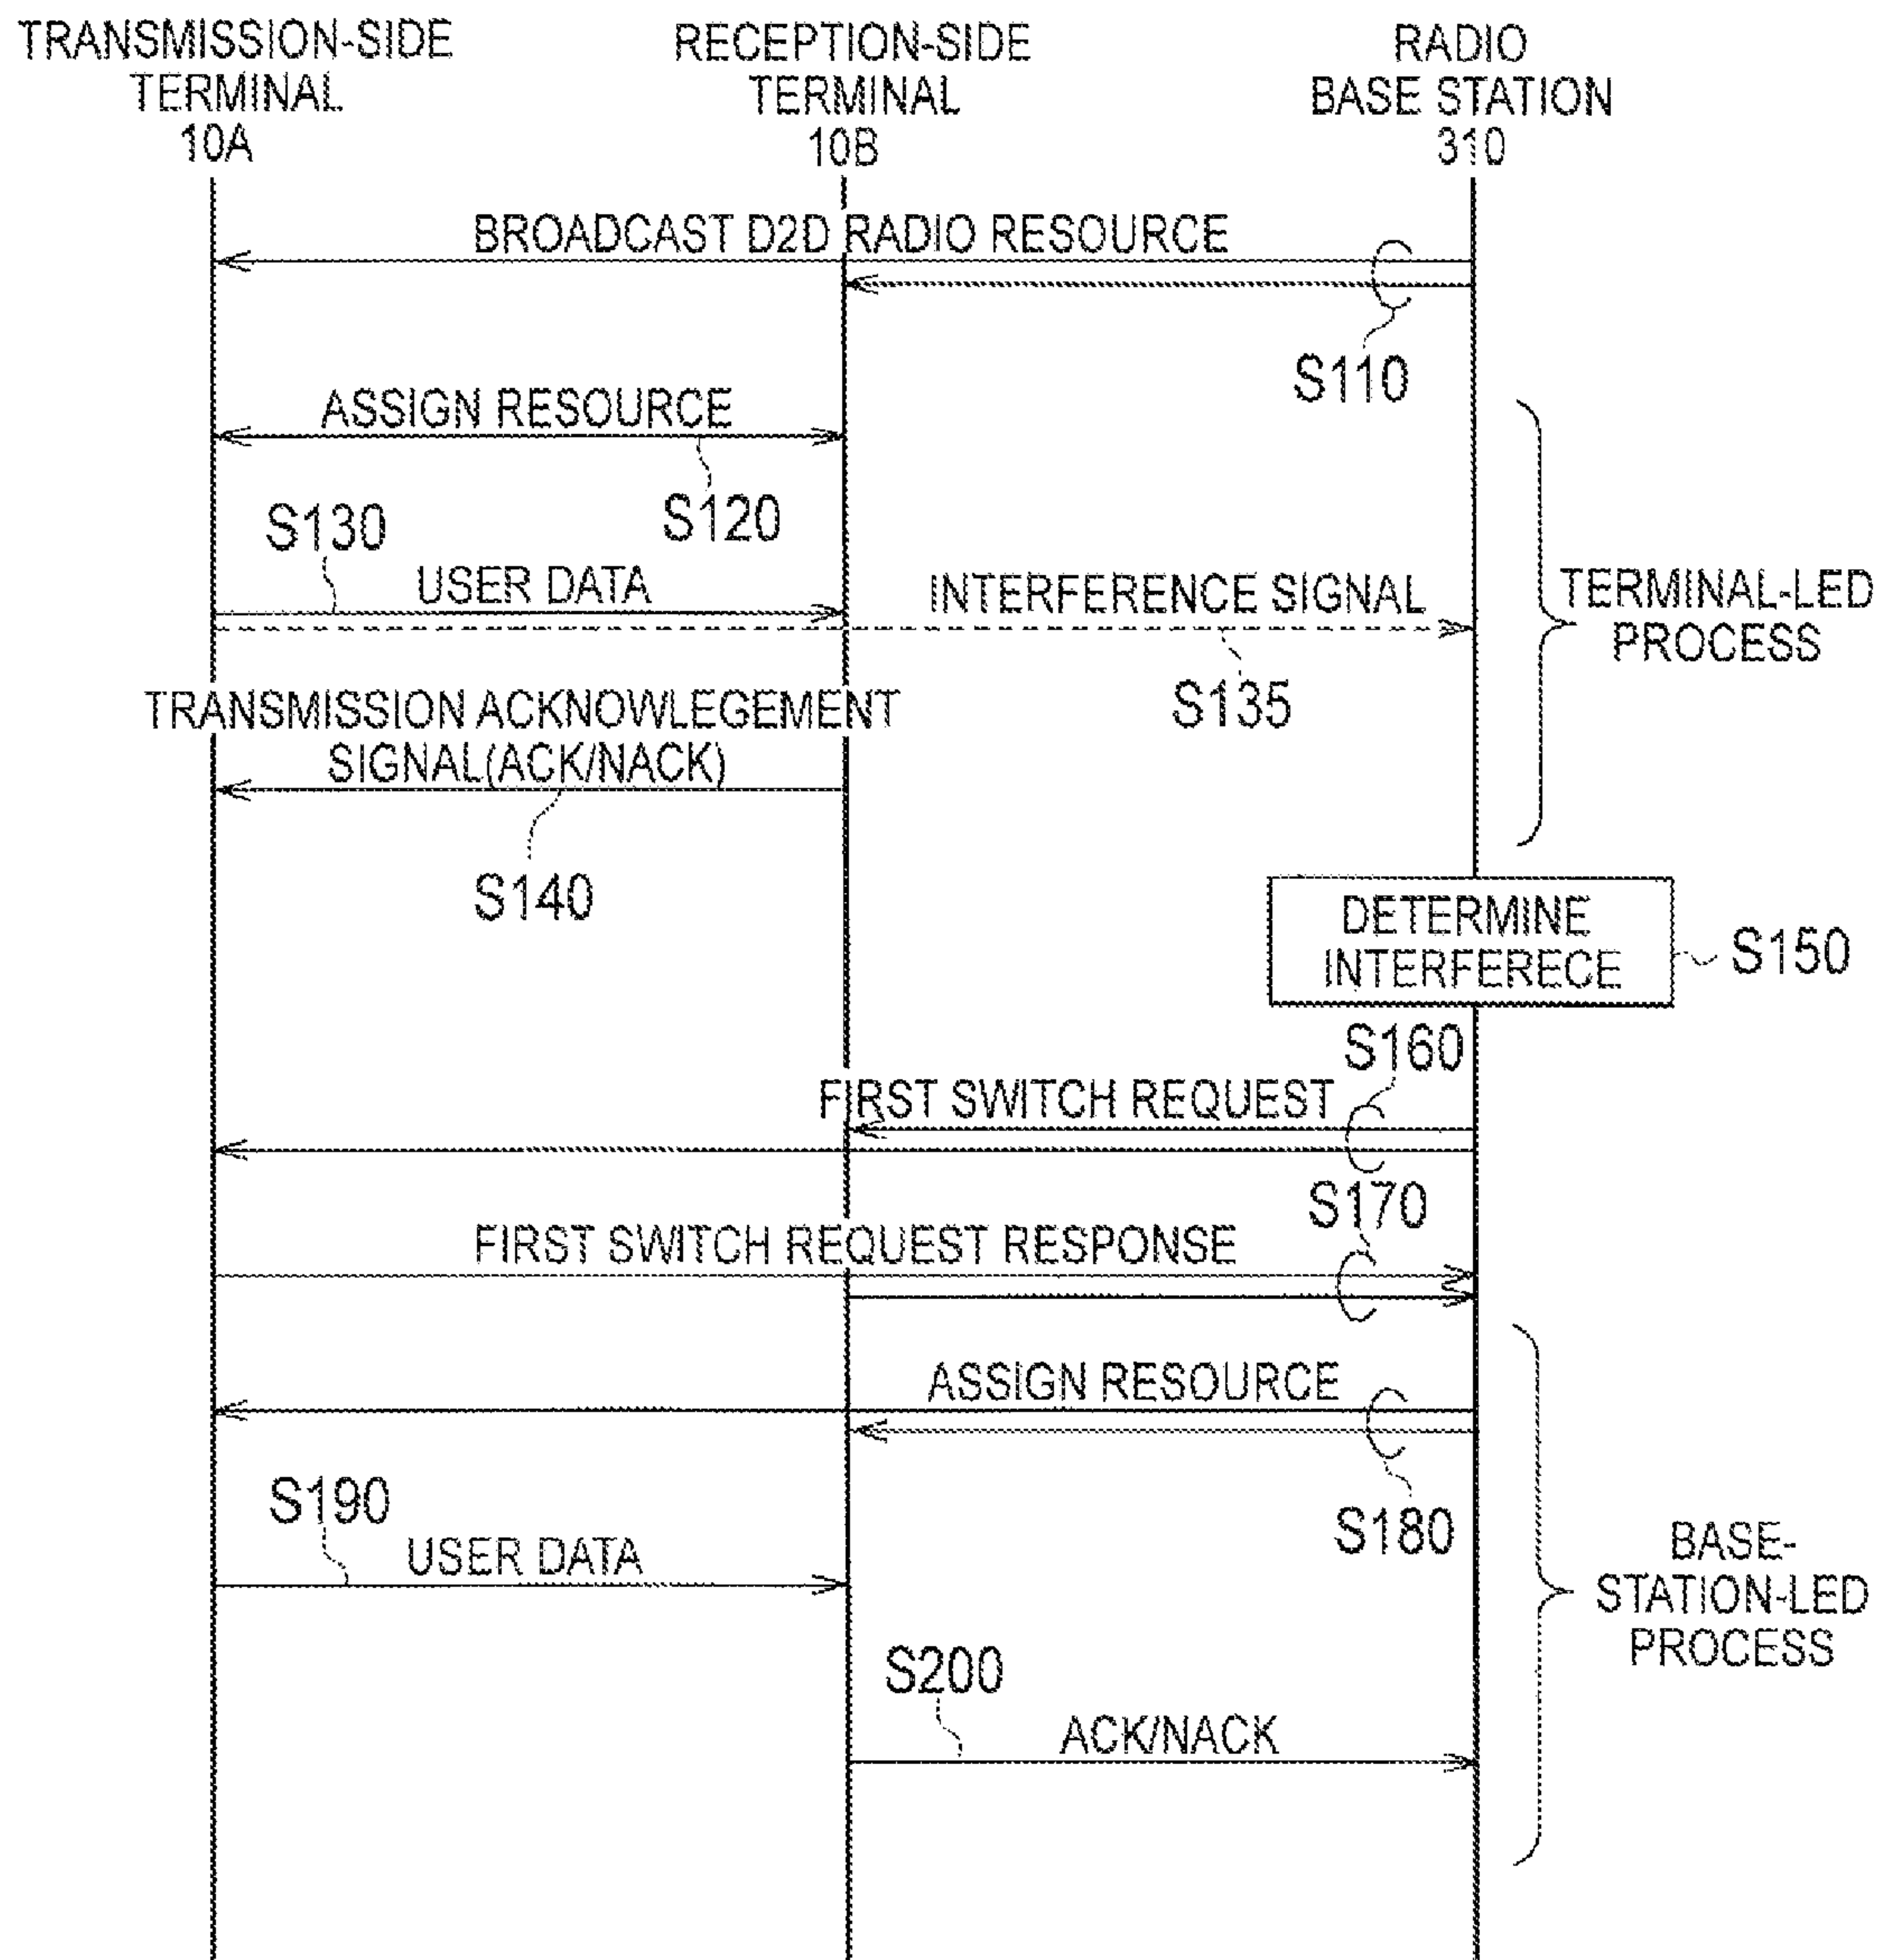 TRANSMISSION-SIDE
TERMINAL
10A
RECEPTION-SIDE
TERMINAL
10B
RADIO
BASE STATION
310
BROADCAST D2D RADIO RESOURCE
S110
ASSIGN RESOURCE
S120
S130
USER DATA
INTERFERENCE SIGNAL
S135
TERMINAL-LED
PROCESS
TRANSMISSION ACKNOWLEGEMENT
SIGNAL(ACK/NACK)
S140
DETERMINE
INTERFERECE
S150
S160
FIRST SWITCH REQUEST
S170
FIRST SWITCH REQUEST RESPONSE
ASSIGN RESOURCE
S180
S190
USER DATA
BASE-
STATION-LED
PROCESS
S200
ACK/NACK